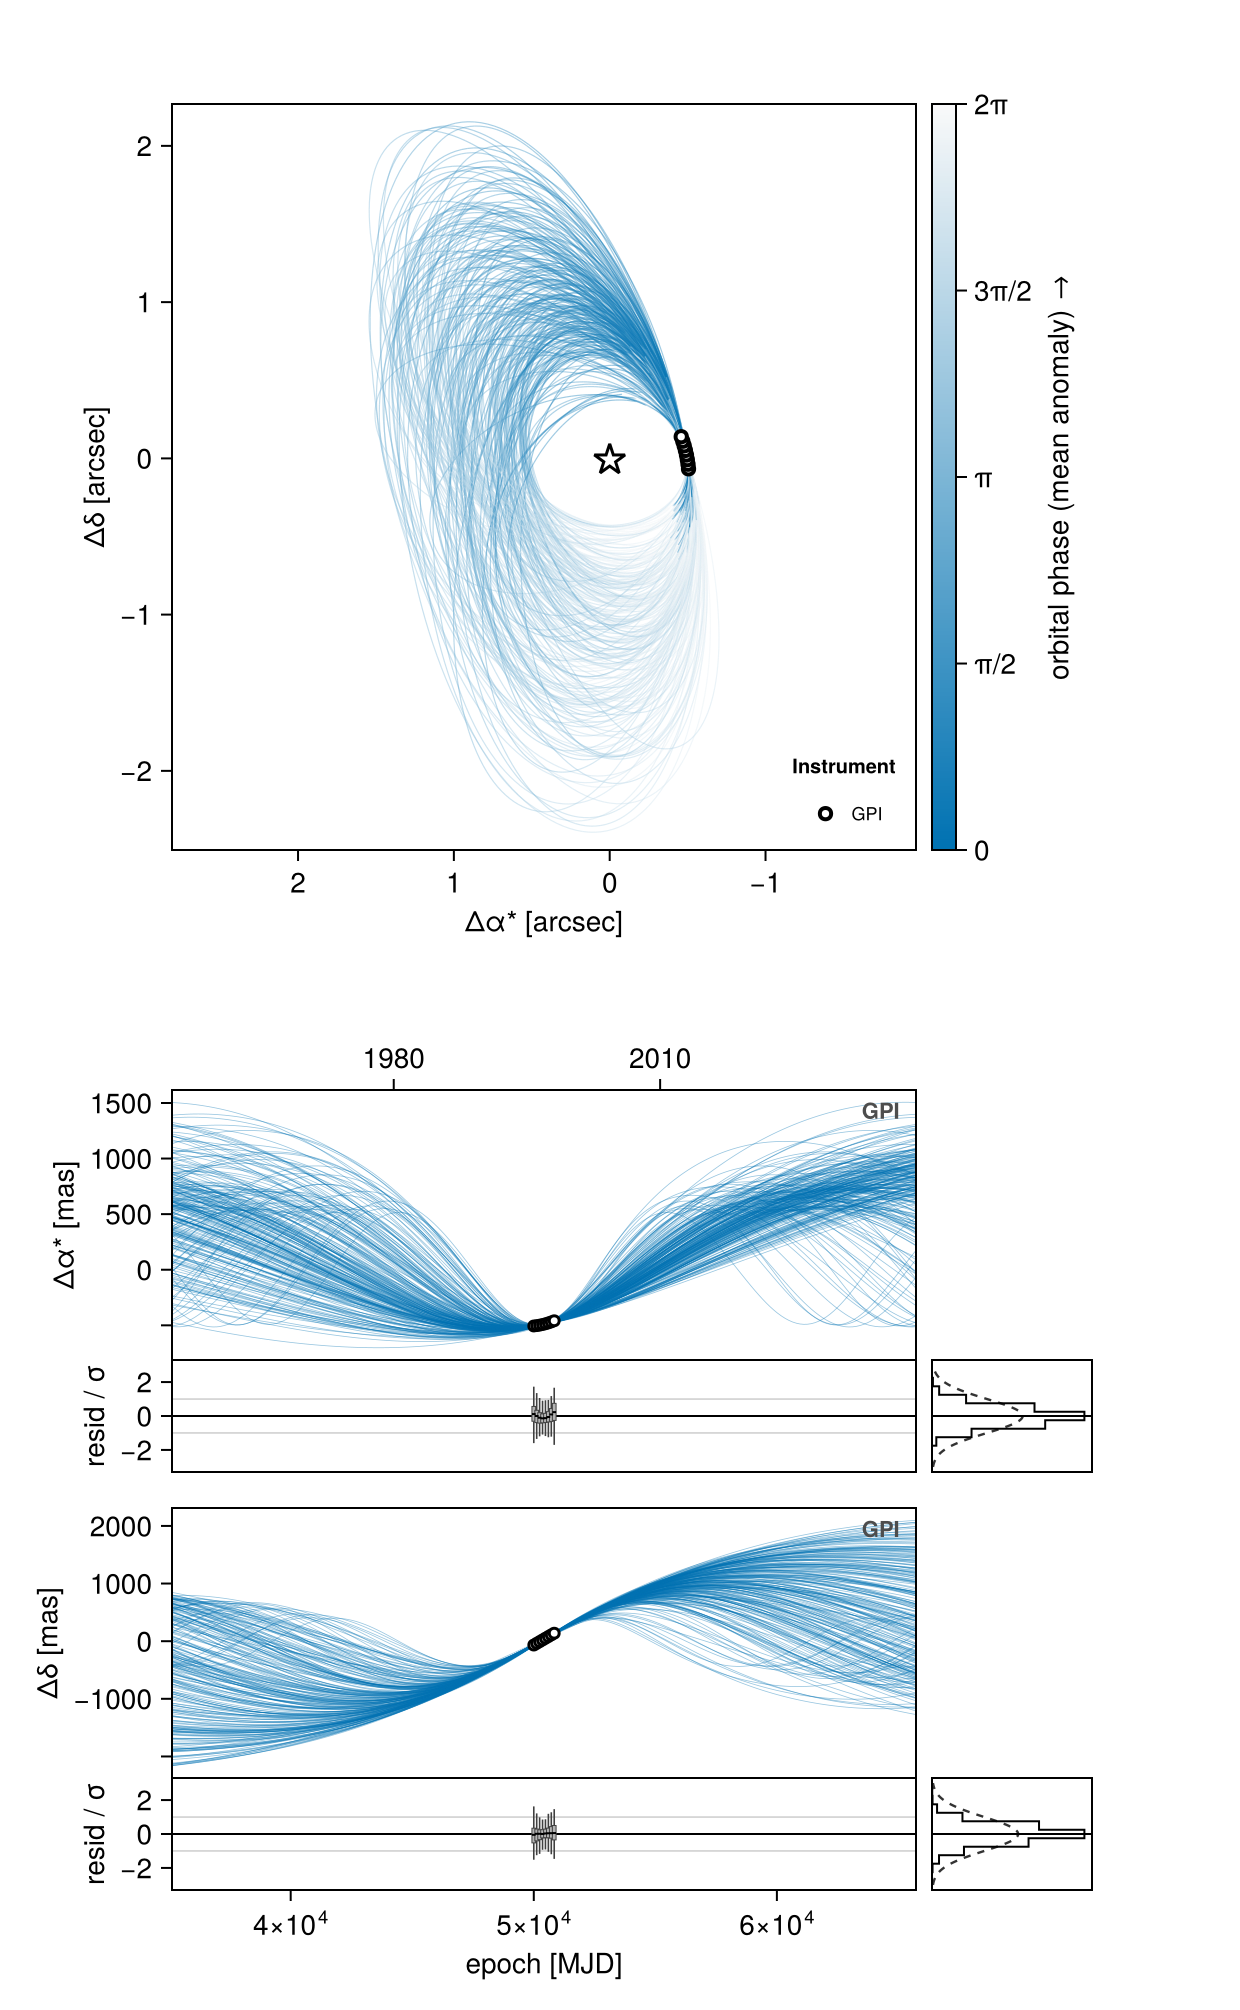 2π
2
3π/2
1
orbital phase (mean anomaly) →
Δδ [arcsec]
0
π
−1
π/2
−2
Instrument
GPI
0
2 1 0 −1
Δα* [arcsec]
1980 2010
1500
GPI
1000
Δα* [mas]
500
0
2
resid / σ
0
−2
2000
GPI
1000
Δδ [mas]
0
−1000
2
resid / σ
0
−2
4×10⁴ 5×10⁴ 6×10⁴
epoch [MJD]